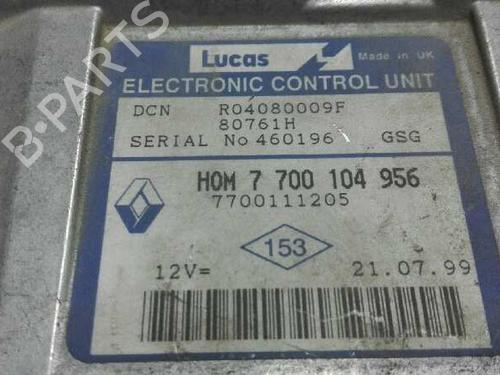 Lucas
Made in UK
ELECTRONIC CONTROL UNIT
DCN R04080009F
80761H
SERIAL No 460196 GSG
HOM 7 700 104 956
7700111205
153
12V= 21.07.99
B-PARTS